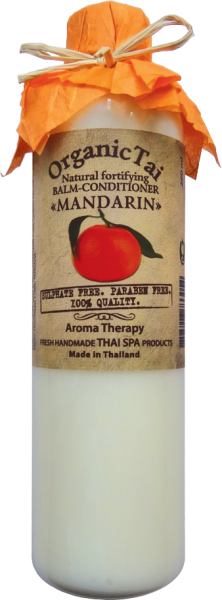 OrganicTai
Natural fortifying
BALM-CONDITIONER
«MANDARIN»
SULPHATE FREE. PARABEN FREE.
100% QUALITY.
Aroma Therapy
FRESH HANDMADE THAI SPA PRODUCTS
Made in Thailand